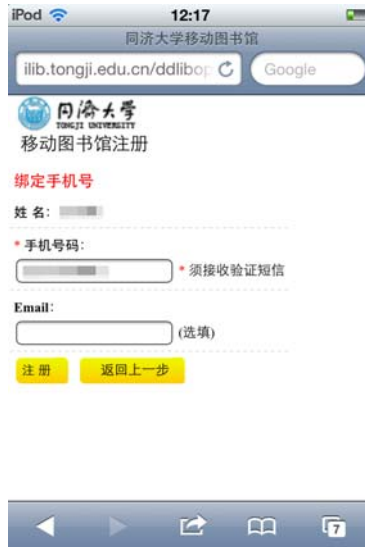 iPod 12:17
同济大学移动图书馆
ilib.tongji.edu.cn/ddlibop Google
同济大学
TONGJI UNIVERSITY
移动图书馆注册
绑定手机号
姓 名:
* 手机号码:
* 须接收验证短信
Email:
(选填)
注 册 返回上一步
7